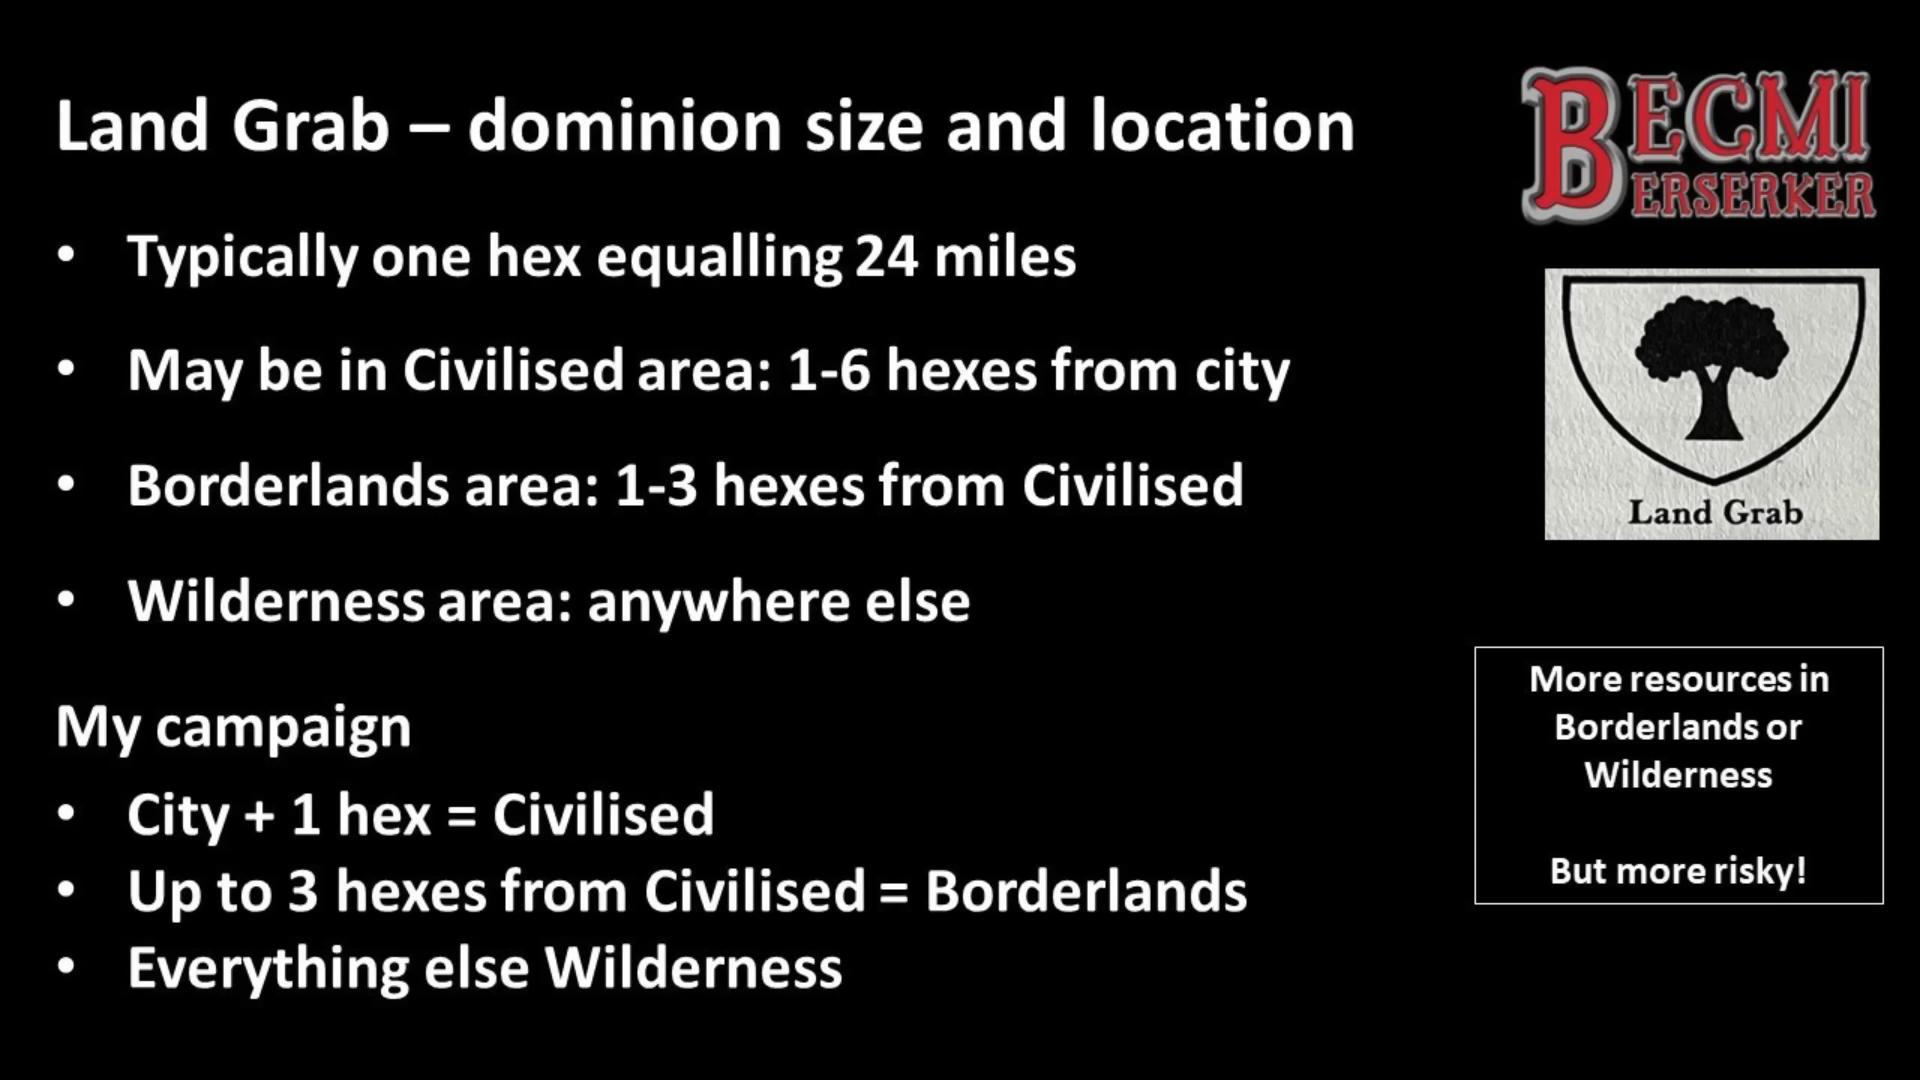 Land Grab – dominion size and location
• Typically one hex equalling 24 miles
• May be in Civilised area: 1-6 hexes from city
• Borderlands area: 1-3 hexes from Civilised
• Wilderness area: anywhere else
My campaign
• City + 1 hex = Civilised
• Up to 3 hexes from Civilised = Borderlands
• Everything else Wilderness
BECMI
BERSERKER
Land Grab
More resources in
Borderlands or
Wilderness
But more risky!